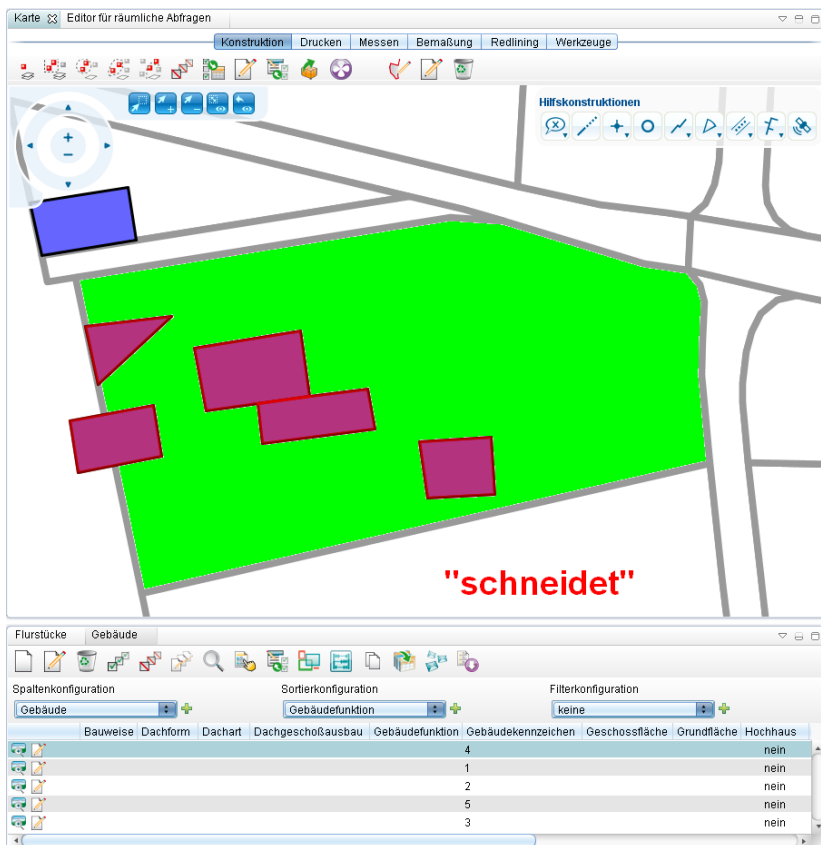 Karte Editor für räumliche Abfragen
Konstruktion Drucken Messen Bemaßung Redlining Werkzeuge
Hilfskonstruktionen
"schneidet"
Flurstücke Gebäude
Spaltenkonfiguration Sortierkonfiguration Filterkonfiguration
Gebäude Gebäudefunktion keine
Bauweise Dachform Dachart Dachgeschoßausbau Gebäudefunktion Gebäudekennzeichen Geschossfläche Grundfläche Hochhaus
4 nein
1 nein
2 nein
5 nein
3 nein